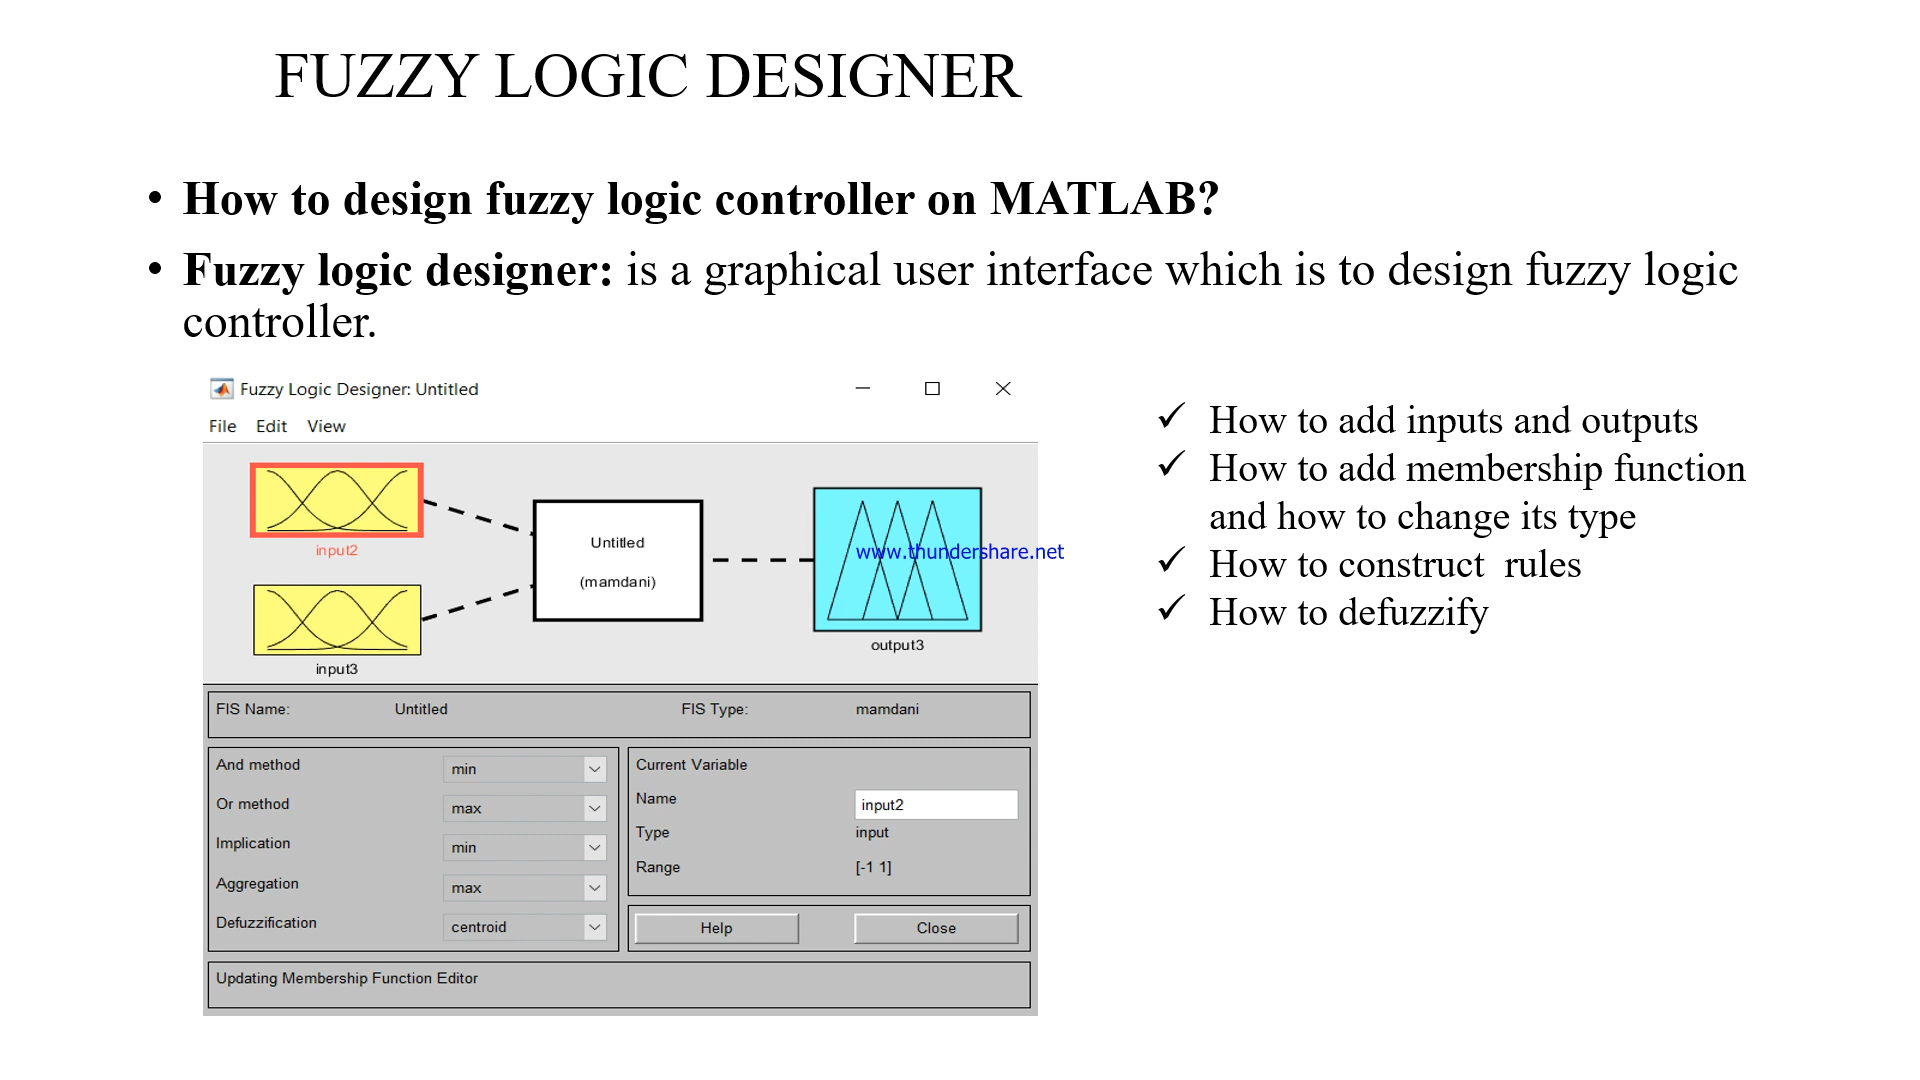 FUZZY LOGIC DESIGNER
• How to design fuzzy logic controller on MATLAB?
• Fuzzy logic designer: is a graphical user interface which is to design fuzzy logic
controller.
Fuzzy Logic Designer: Untitled
File Edit View
input2
input3
Untitled
(mamdani)
www.thundershare.net
output3
FIS Name: Untitled FIS Type: mamdani
And method min
Or method max
Implication min
Aggregation max
Defuzzification centroid
Current Variable
Name input2
Type input
Range [-1 1]
Help Close
Updating Membership Function Editor
✓ How to add inputs and outputs
✓ How to add membership function
and how to change its type
✓ How to construct  rules
✓ How to defuzzify